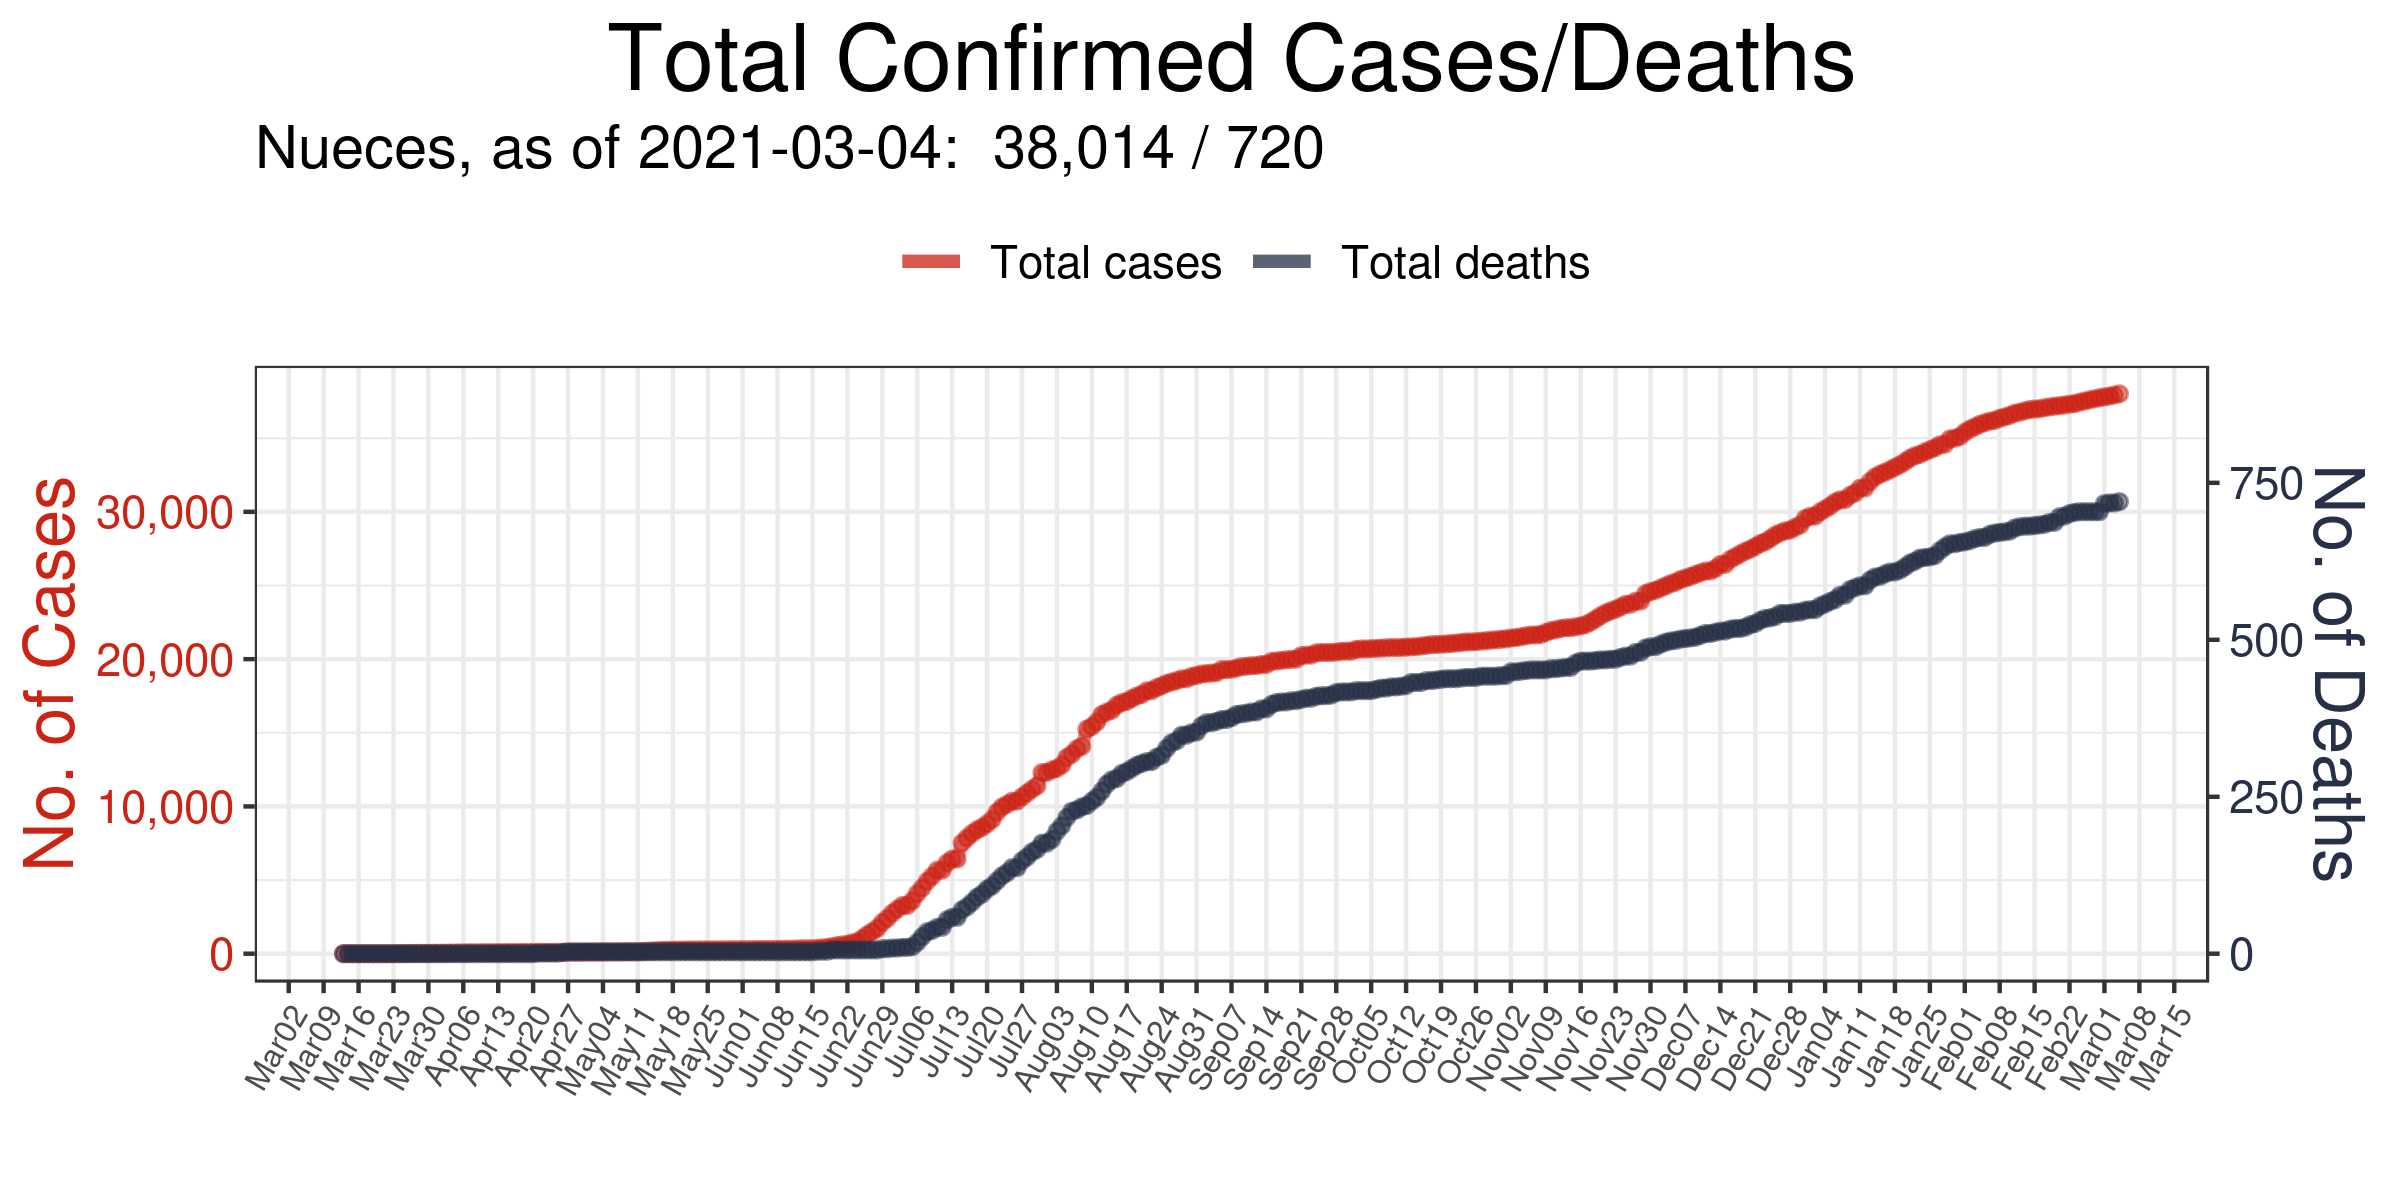 Total Confirmed Cases/Deaths
Nueces, as of 2021-03-04:  38,014 / 720
Total cases
Total deaths
No. of Cases
30,000
20,000
10,000
0
750
500
250
0
No. of Deaths
Mar02
Mar09
Mar16
Mar23
Mar30
Apr06
Apr13
Apr20
Apr27
May04
May11
May18
May25
Jun01
Jun08
Jun15
Jun22
Jun29
Jul06
Jul13
Jul20
Jul27
Aug03
Aug10
Aug17
Aug24
Aug31
Sep07
Sep14
Sep21
Sep28
Oct05
Oct12
Oct19
Oct26
Nov02
Nov09
Nov16
Nov23
Nov30
Dec07
Dec14
Dec21
Dec28
Jan04
Jan11
Jan18
Jan25
Feb01
Feb08
Feb15
Feb22
Mar01
Mar08
Mar15